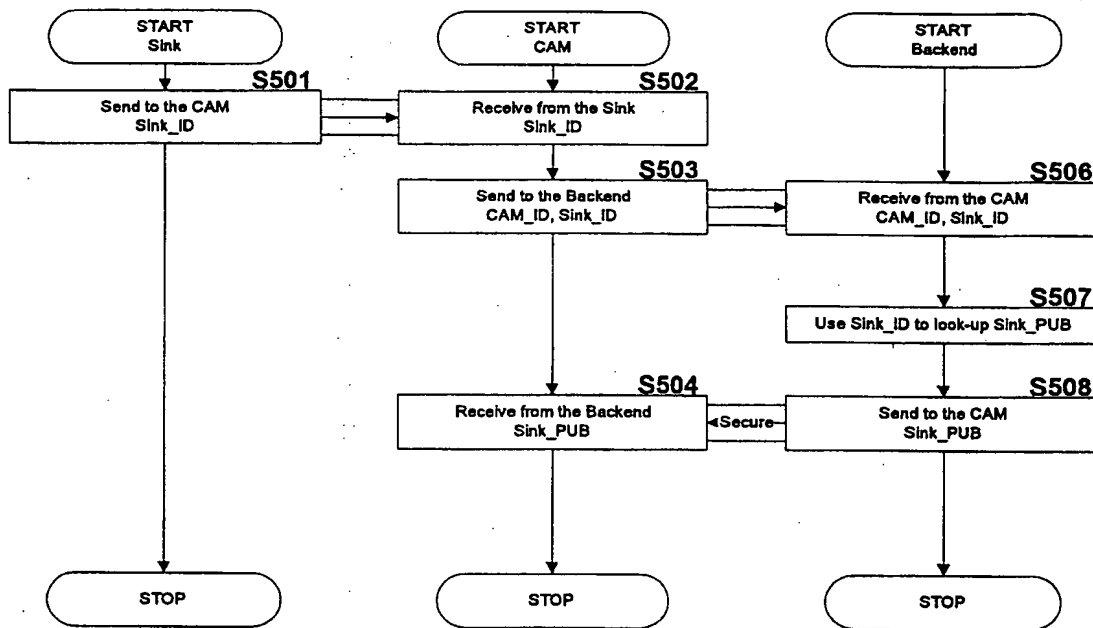 START
Sink
START
CAM
START
Backend
S501
Send to the CAM
Sink_ID
S502
Receive from the Sink
Sink_ID
S503
Send to the Backend
CAM_ID, Sink_ID
S506
Receive from the CAM
CAM_ID, Sink_ID
S507
Use Sink_ID to look-up Sink_PUB
S504
Receive from the Backend
Sink_PUB
Secure
S508
Send to the CAM
Sink_PUB
STOP
STOP
STOP